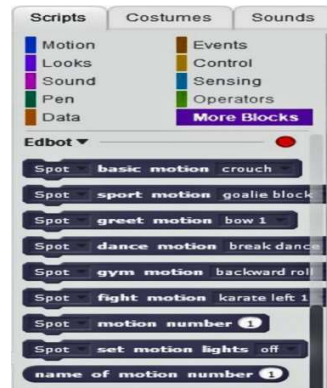 Scripts Costumes Sounds
Motion Events
Looks Control
Sound Sensing
Pen Operators
Data More Blocks
Edbot
Spot basic motion crouch
Spot sport motion goalie block
Spot greet motion bow 1
Spot dance motion break dance
Spot gym motion backward roll
Spot fight motion karate left 1
Spot motion number 1
Spot set motion lights off
name of motion number 1